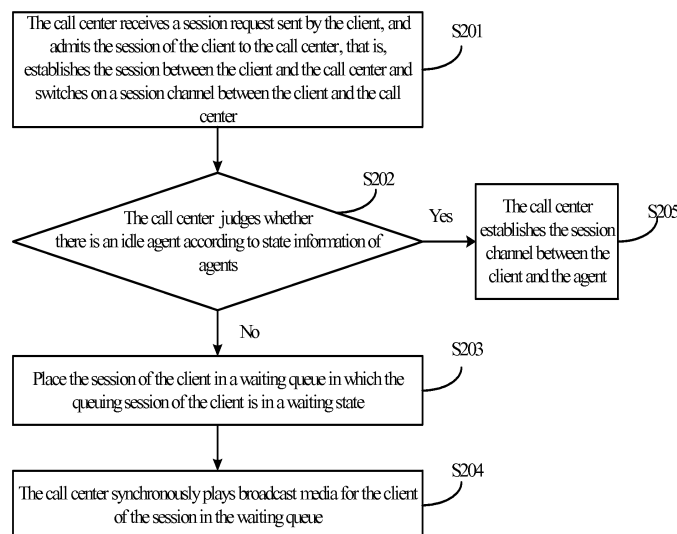 The call center receives a session request sent by the client, and
admits the session of the client to the call center, that is,
establishes the session between the client and the call center and
switches on a session channel between the client and the call
center
S201
S202
The call center judges whether
there is an idle agent according to state information of
agents
Yes
The call center
establishes the session
channel between the
client and the agent
S205
No
S203
Place the session of the client in a waiting queue in which the
queuing session of the client is in a waiting state
S204
The call center synchronously plays broadcast media for the client
of the session in the waiting queue